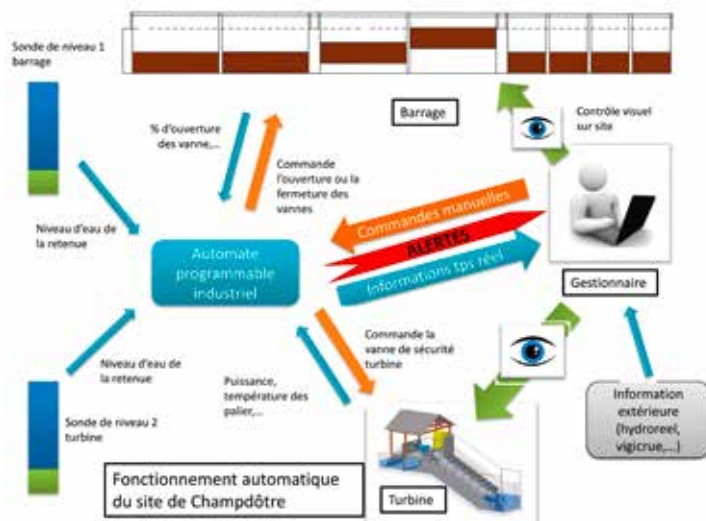 Sonde de niveau 1
barrage
Barrage
Contrôle visuel
sur site
% d'ouverture
des vanne,...
Commande
l'ouverture ou la
fermeture des
vannes
Niveau d'eau de
la retenue
Automate
programmable
industriel
Commandes manuelles
ALERTES
Informations tps réel
Gestionnaire
Commande la
vanne de sécurité
turbine
Niveau d'eau de
la retenue
Puissance,
température des
palier,...
Sonde de niveau 2
turbine
Information
extérieure
(hydroreel,
vigicrue,...)
Fonctionnement automatique
du site de Champdôtre
Turbine